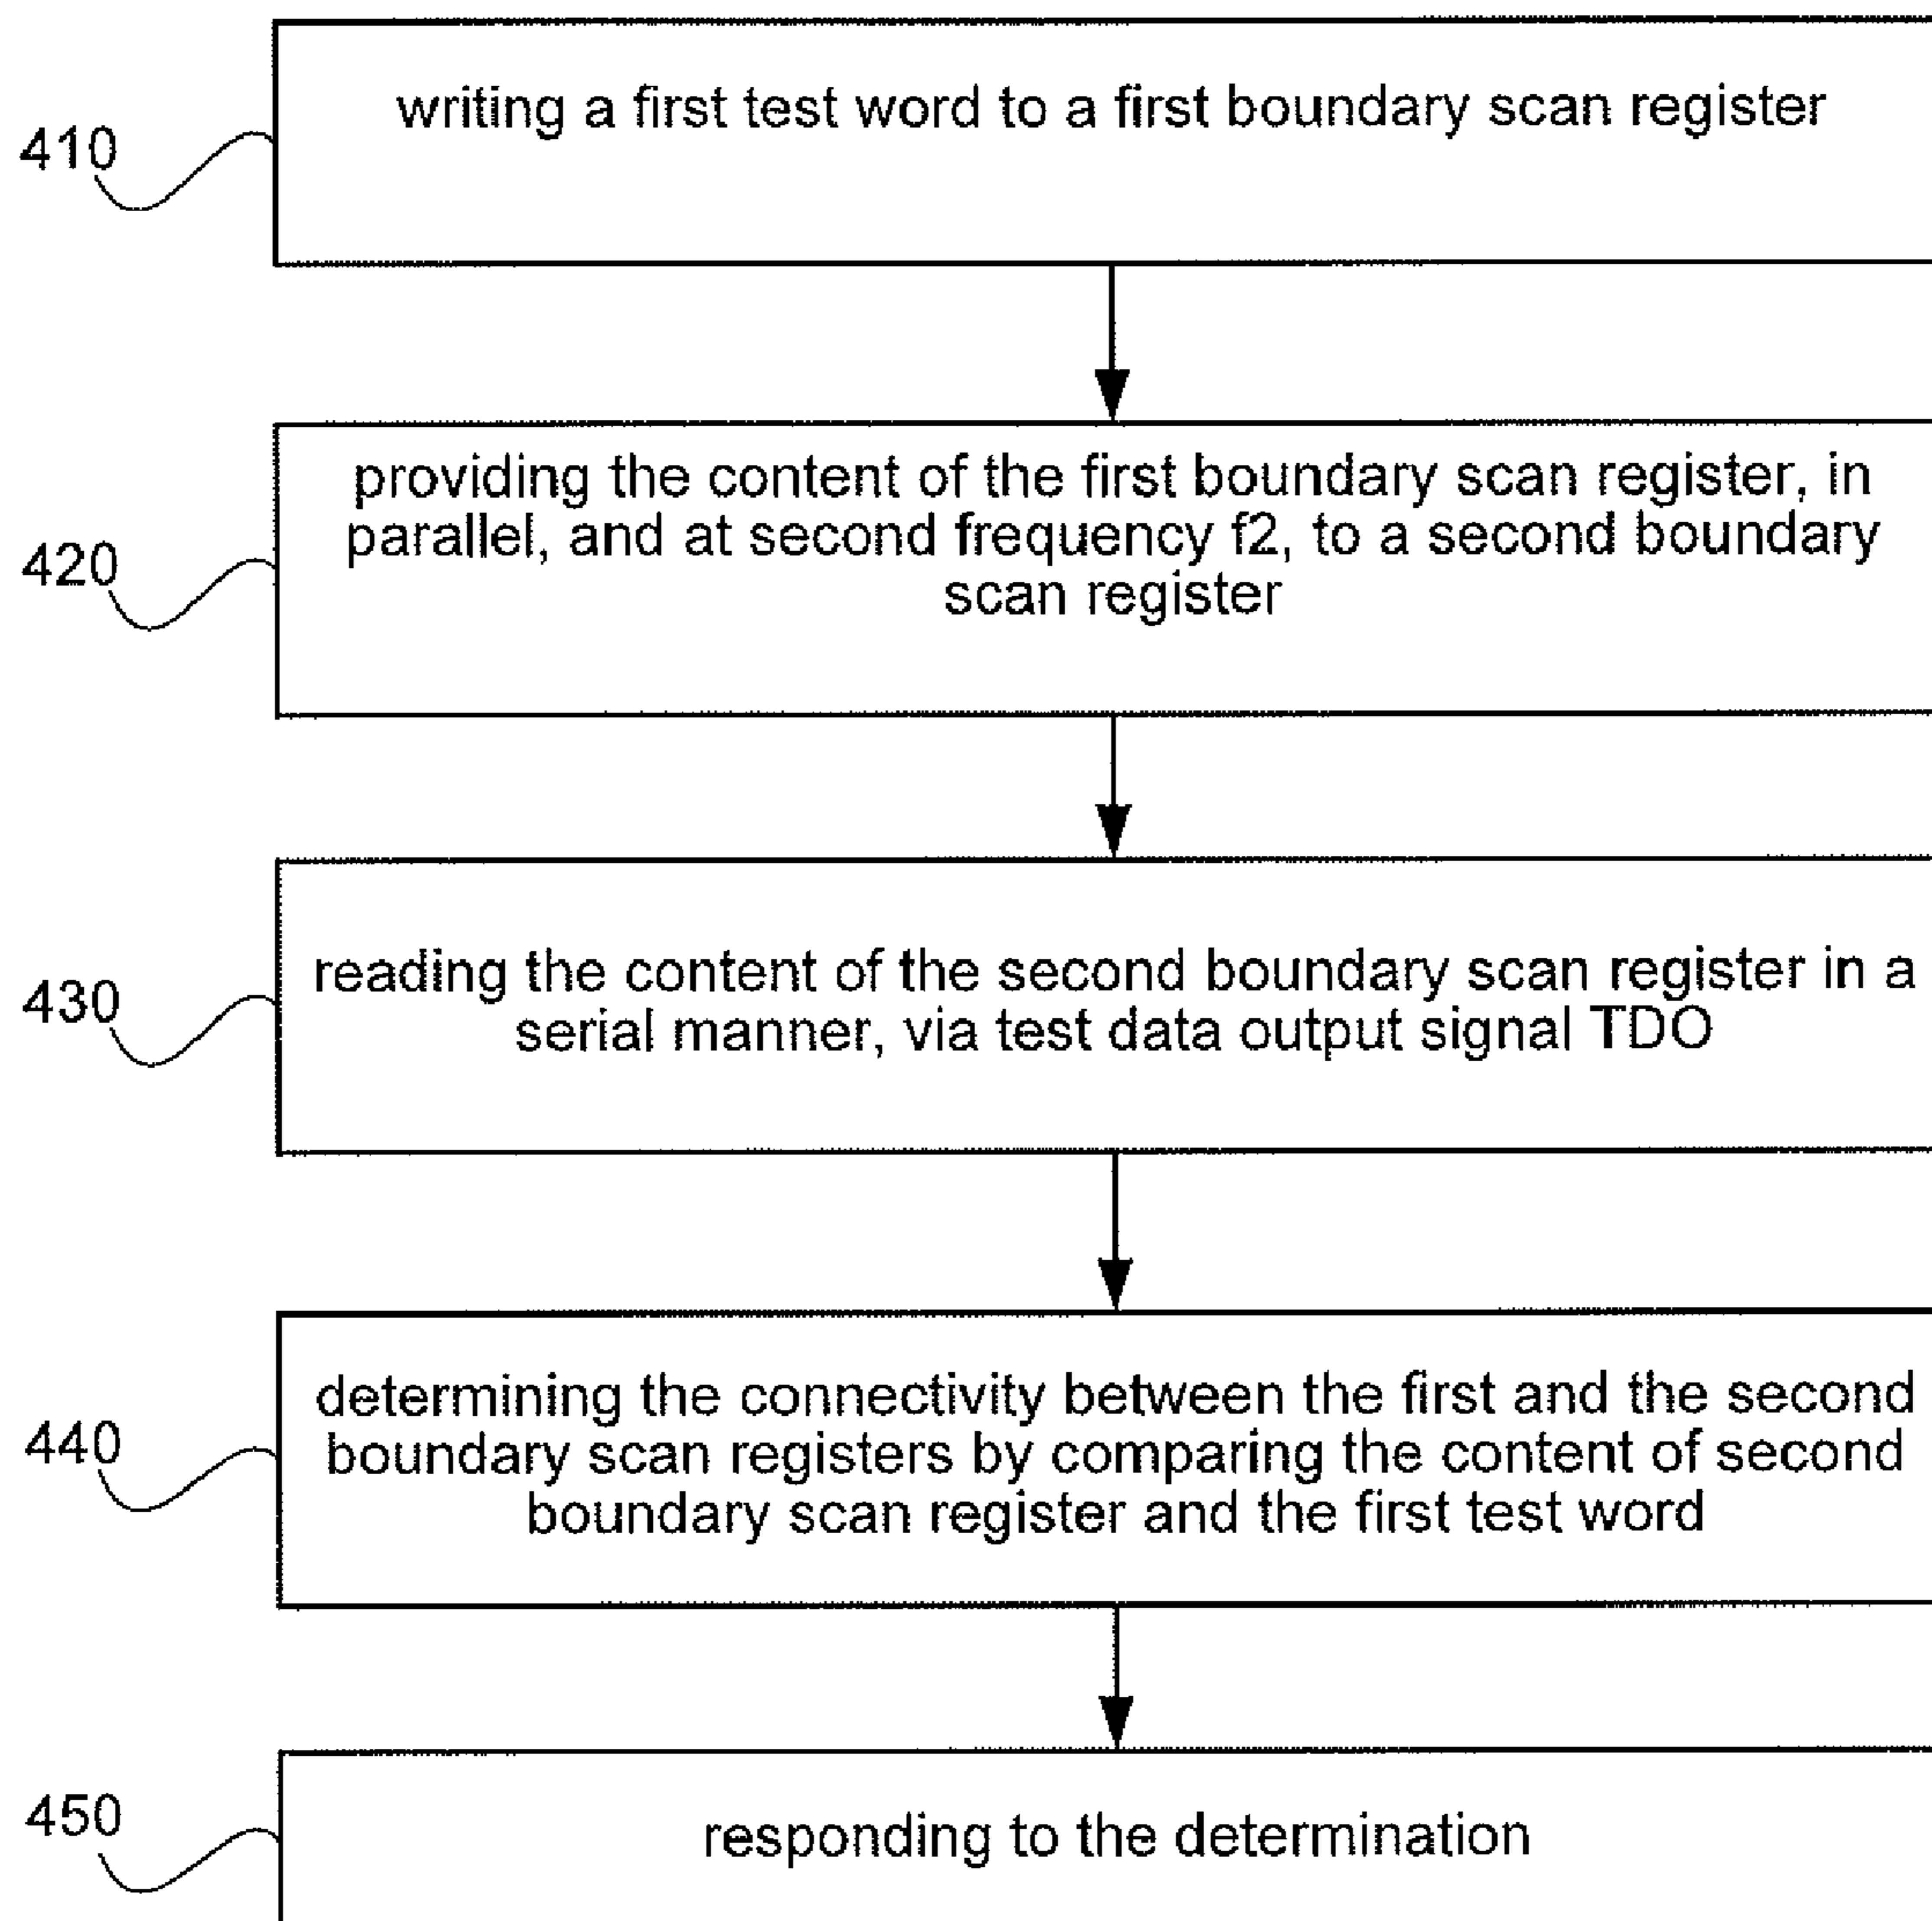 410
writing a first test word to a first boundary scan register
420
providing the content of the first boundary scan register, in
parallel, and at second frequency f2, to a second boundary
scan register
430
reading the content of the second boundary scan register in a
serial manner, via test data output signal TDO
440
determining the connectivity between the first and the second
boundary scan registers by comparing the content of second
boundary scan register and the first test word
450
responding to the determination